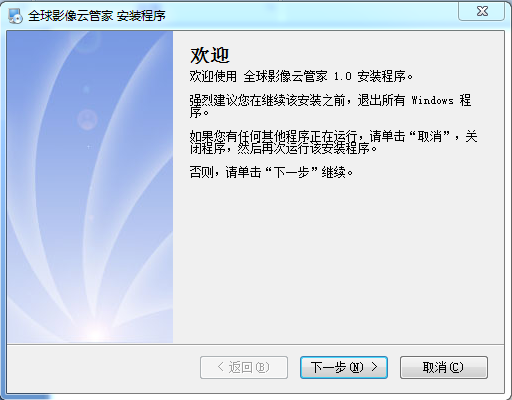 全球影像云管家 安装程序
欢迎
欢迎使用 全球影像云管家 1.0 安装程序。
强烈建议您在继续该安装之前，退出所有 Windows 程
序。
如果您有任何其他程序正在运行，请单击“取消”，关
闭程序，然后再次运行该安装程序。
否则，请单击“下一步”继续。
< 返回(B)
下一步(N) >
取消(C)